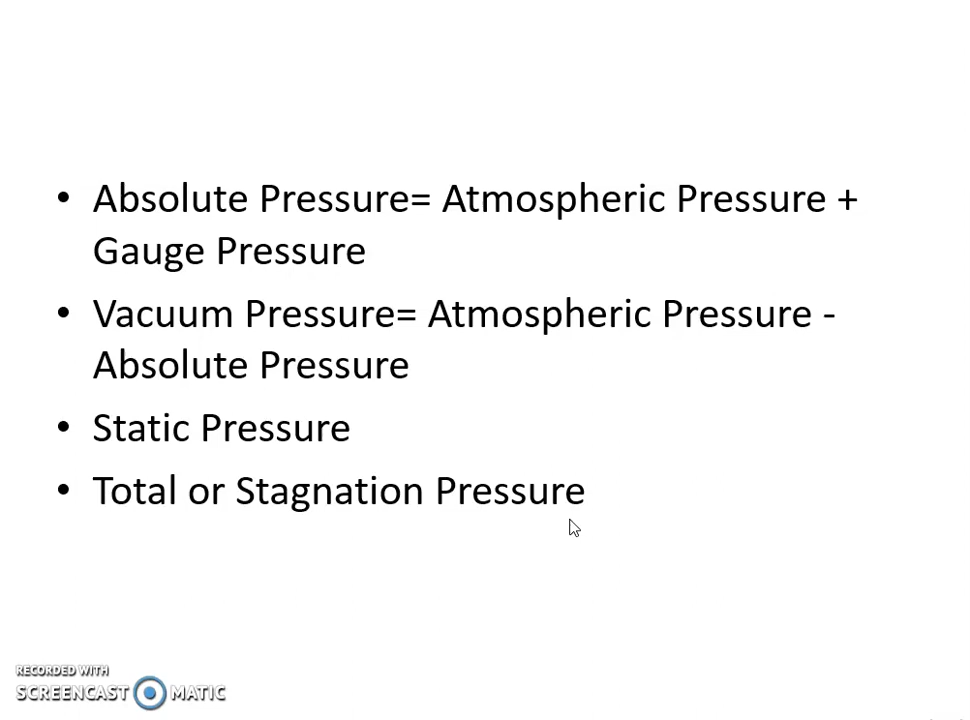 • Absolute Pressure= Atmospheric Pressure +
Gauge Pressure
• Vacuum Pressure= Atmospheric Pressure -
Absolute Pressure
• Static Pressure
• Total or Stagnation Pressure
RECORDED WITH
SCREENCAST MATIC